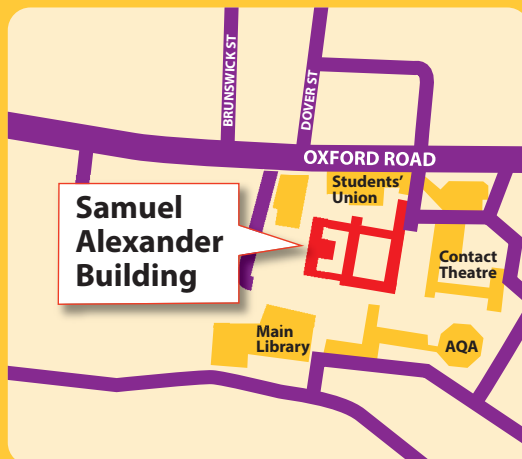 BRUNSWICK ST
DOVER ST
OXFORD ROAD
Students'
Union
Samuel
Alexander
Building
Contact
Theatre
Main
Library
AQA